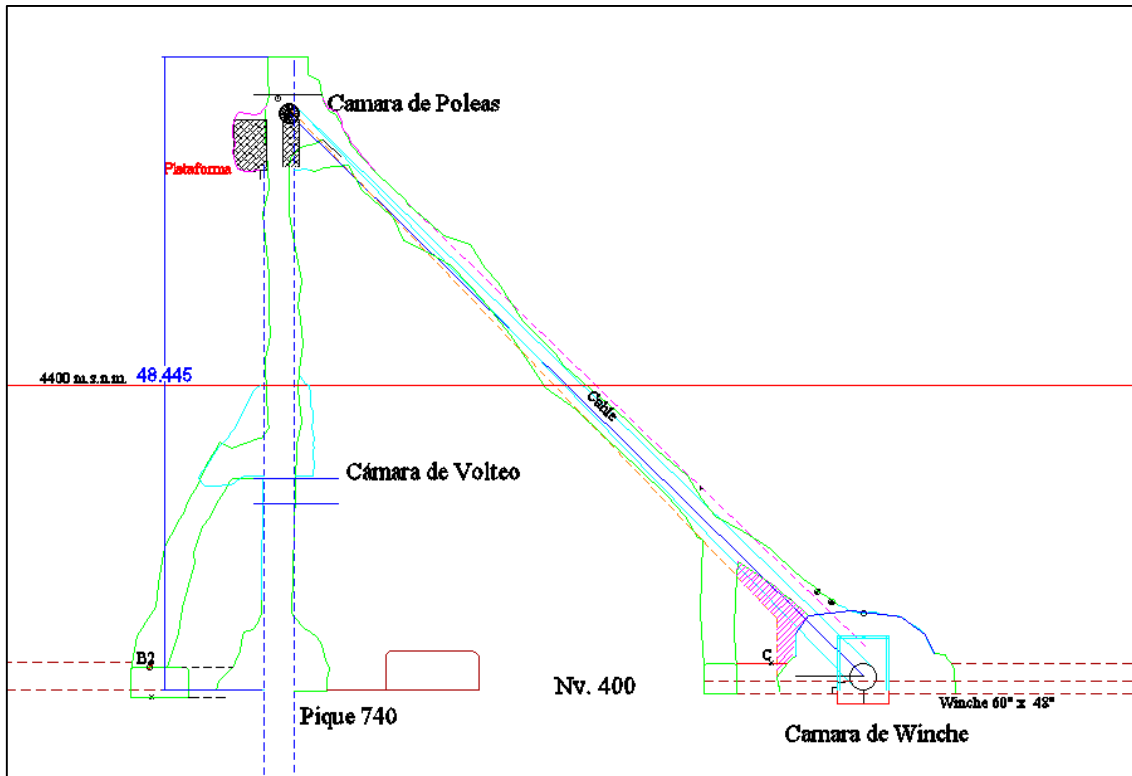 Camara de Poleas
Plataforma
4400 m.s.n.m. 48.445
Cable
Cámara de Volteo
B2
C
Nv. 400
Winche 60" x 48"
Pique 740
Camara de Winche